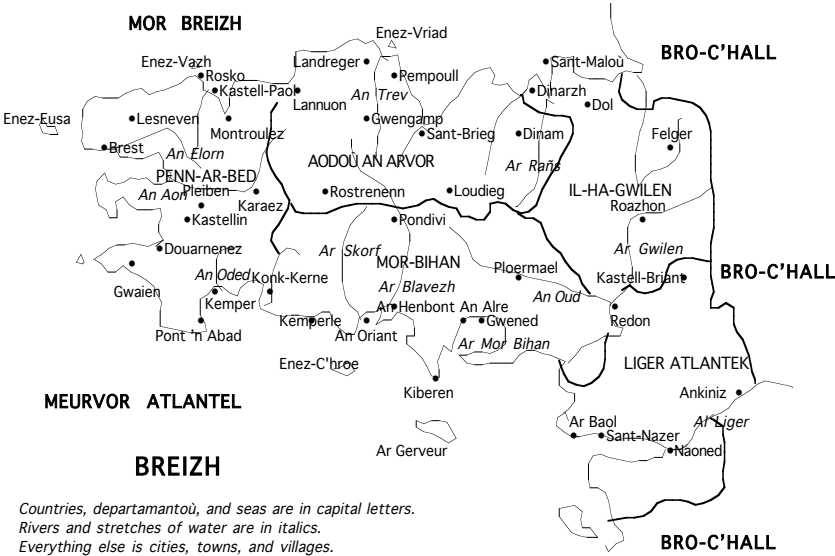 MOR BREIZH
Enez-Vriad
BRO-C'HALL
Enez-Vazh
Landreger
Sant-Maloù
Rosko
Pempoull
Kastell-Paol
An Trev
Dinarzh
Lannuon
Dol
Enez-Eusa
Lesneven
Gwengamp
Montroulez
Sant-Brieg
Dinam
Felger
Brest
An Elorn
AODOÙ AN ARVOR
Ar Rañs
PENN-AR-BED
An Aon
Pleiben
Karaez
Rostrenenn
Loudieg
IL-HA-GWILEN
Roazhon
Kastellin
Pondivi
Douarnenez
Ar Skorf
Ar Gwilen
MOR-BIHAN
Ploermael
BRO-C'HALL
An Oded
Konk-Kerne
Kastell-Briant
Gwaien
Ar Blavezh
An Oud
Kemper
An Henbont
An Alre
Kemperle
Gwened
Redon
Pont 'n Abad
An Oriant
Ar Mor Bihan
Enez-C'hroe
LIGER ATLANTEK
Kiberen
Ankiniz
MEURVOR ATLANTEL
Ar Baol
Al Liger
Sant-Nazer
Ar Gerveur
Naoned
BREIZH
Countries, departamantoù, and seas are in capital letters.
Rivers and stretches of water are in italics.
Everything else is cities, towns, and villages.
BRO-C'HALL